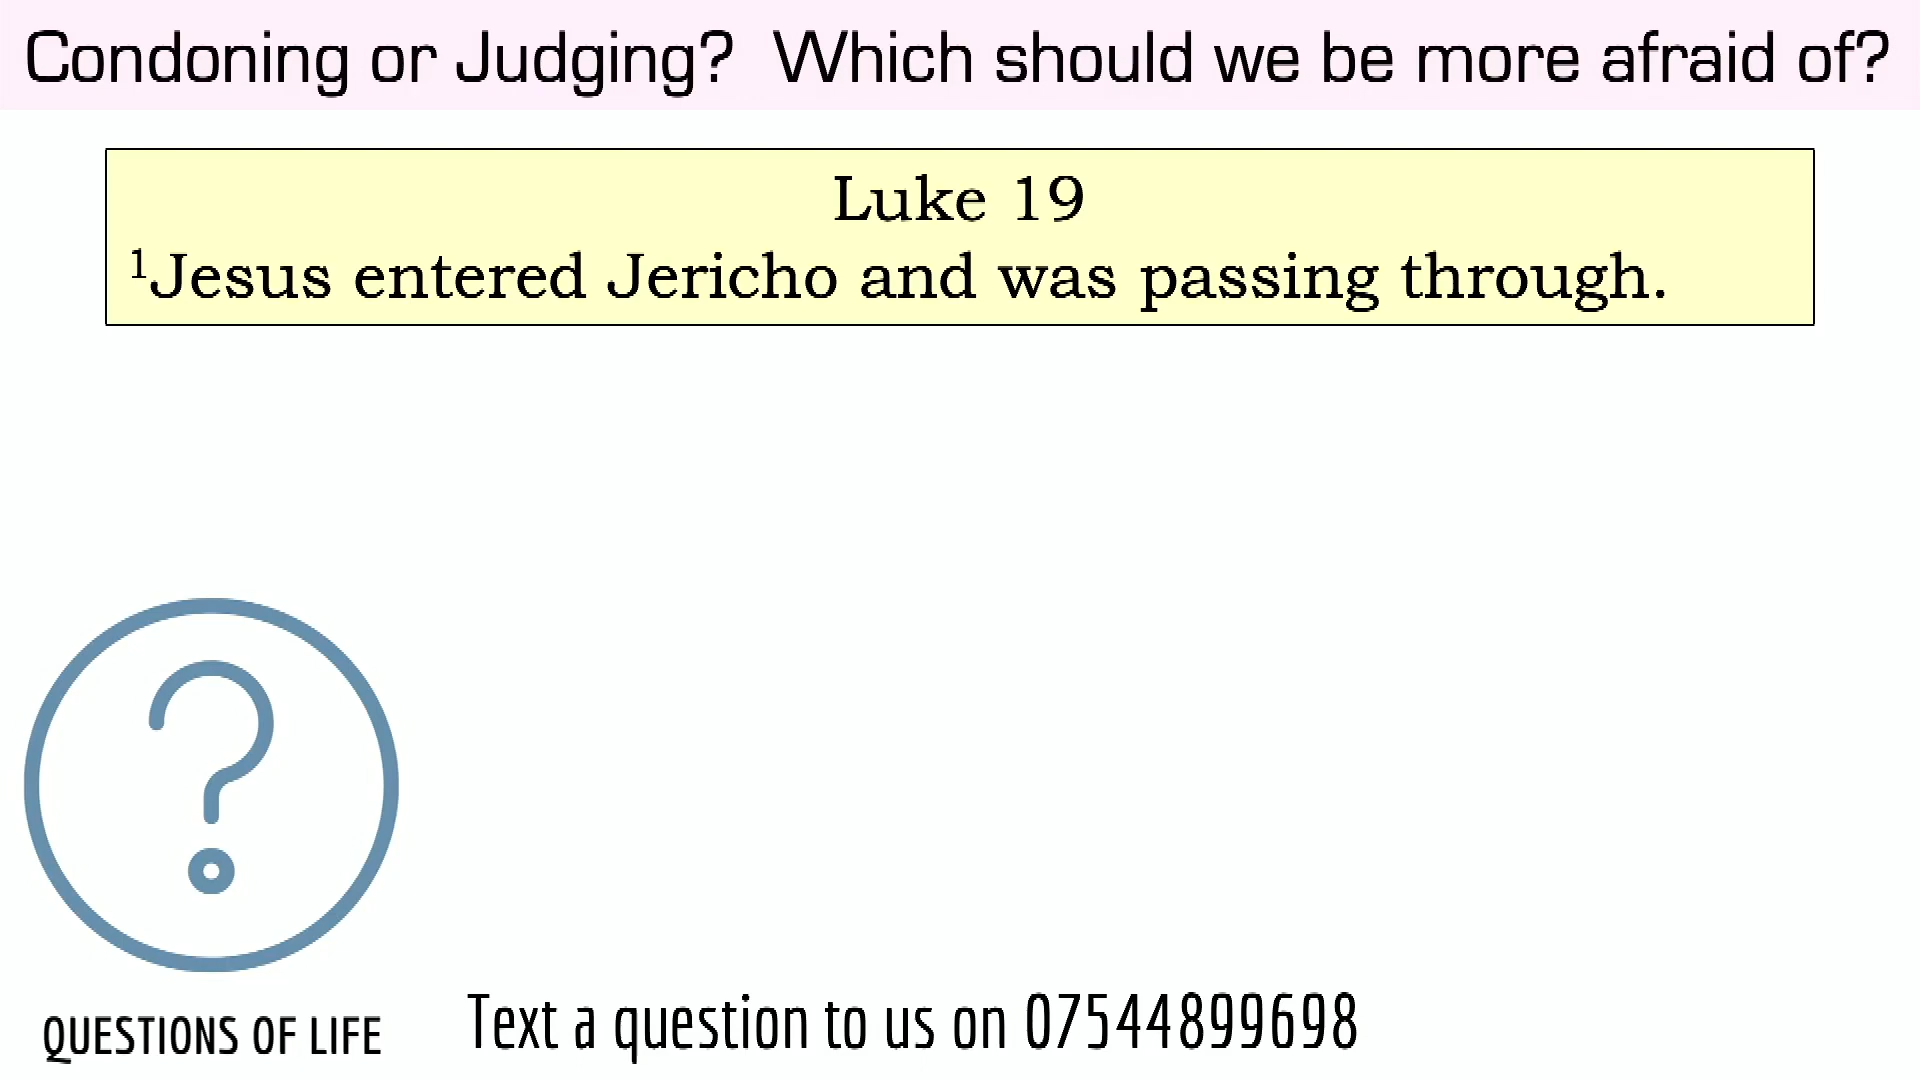 Condoning or Judging?  Which should we be more afraid of?
Luke 19
¹Jesus entered Jericho and was passing through.
QUESTIONS OF LIFE
Text a question to us on 07544899698